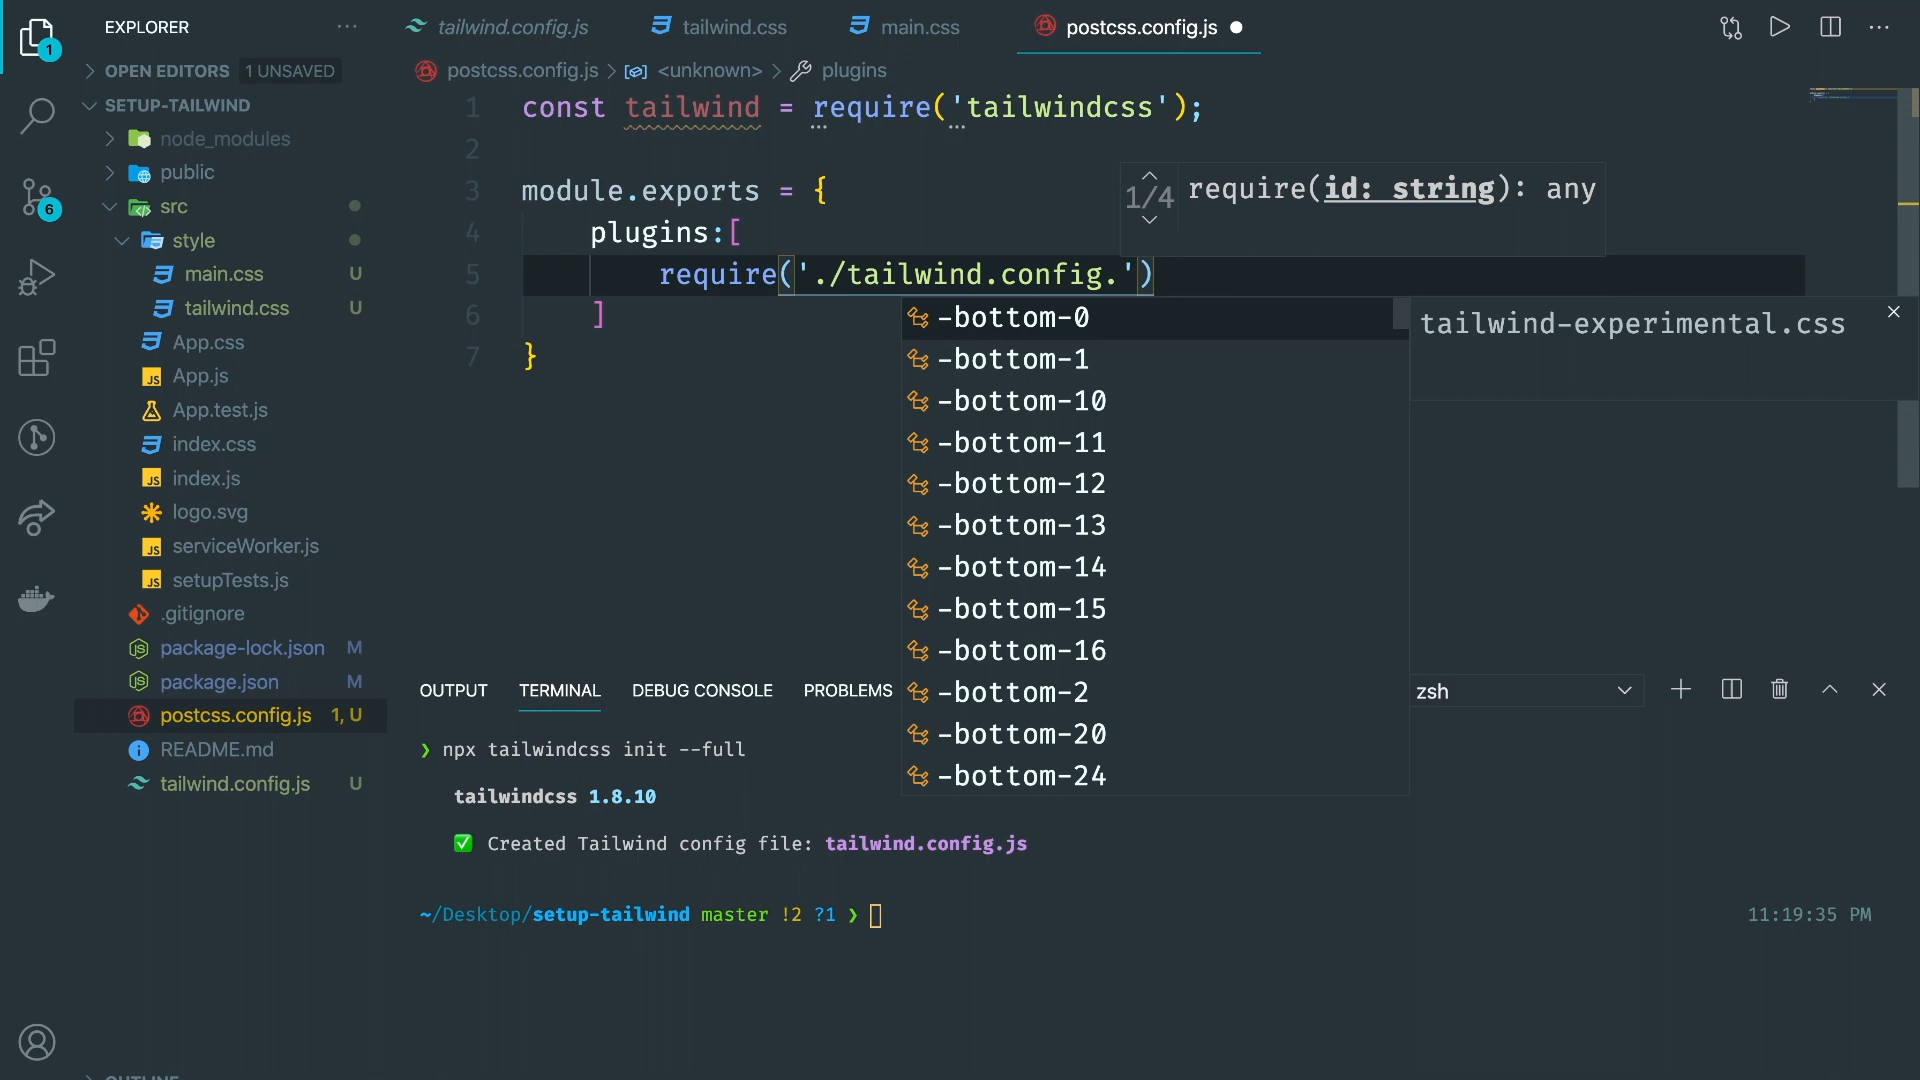 EXPLORER
tailwind.config.js
tailwind.css
main.css
postcss.config.js
OPEN EDITORS 1 UNSAVED
postcss.config.js > <unknown> > plugins
SETUP-TAILWIND
node_modules
public
src
style
main.css U
tailwind.css U
App.css
App.js
App.test.js
index.css
index.js
logo.svg
serviceWorker.js
setupTests.js
.gitignore
package-lock.json M
package.json M
postcss.config.js 1, U
README.md
tailwind.config.js U
OUTLINE
1
6
1 const tailwind = require('tailwindcss');
2
3 module.exports = {
4 plugins:[
5 require('./tailwind.config.')
6 ]
7 }
1/4 require(id: string): any
-bottom-0
-bottom-1
-bottom-10
-bottom-11
-bottom-12
-bottom-13
-bottom-14
-bottom-15
-bottom-16
-bottom-2
-bottom-20
-bottom-24
tailwind-experimental.css
OUTPUT TERMINAL DEBUG CONSOLE PROBLEMS
zsh
❯ npx tailwindcss init --full
tailwindcss 1.8.10
✅ Created Tailwind config file: tailwind.config.js
~/Desktop/setup-tailwind master !2 ?1 ❯
11:19:35 PM